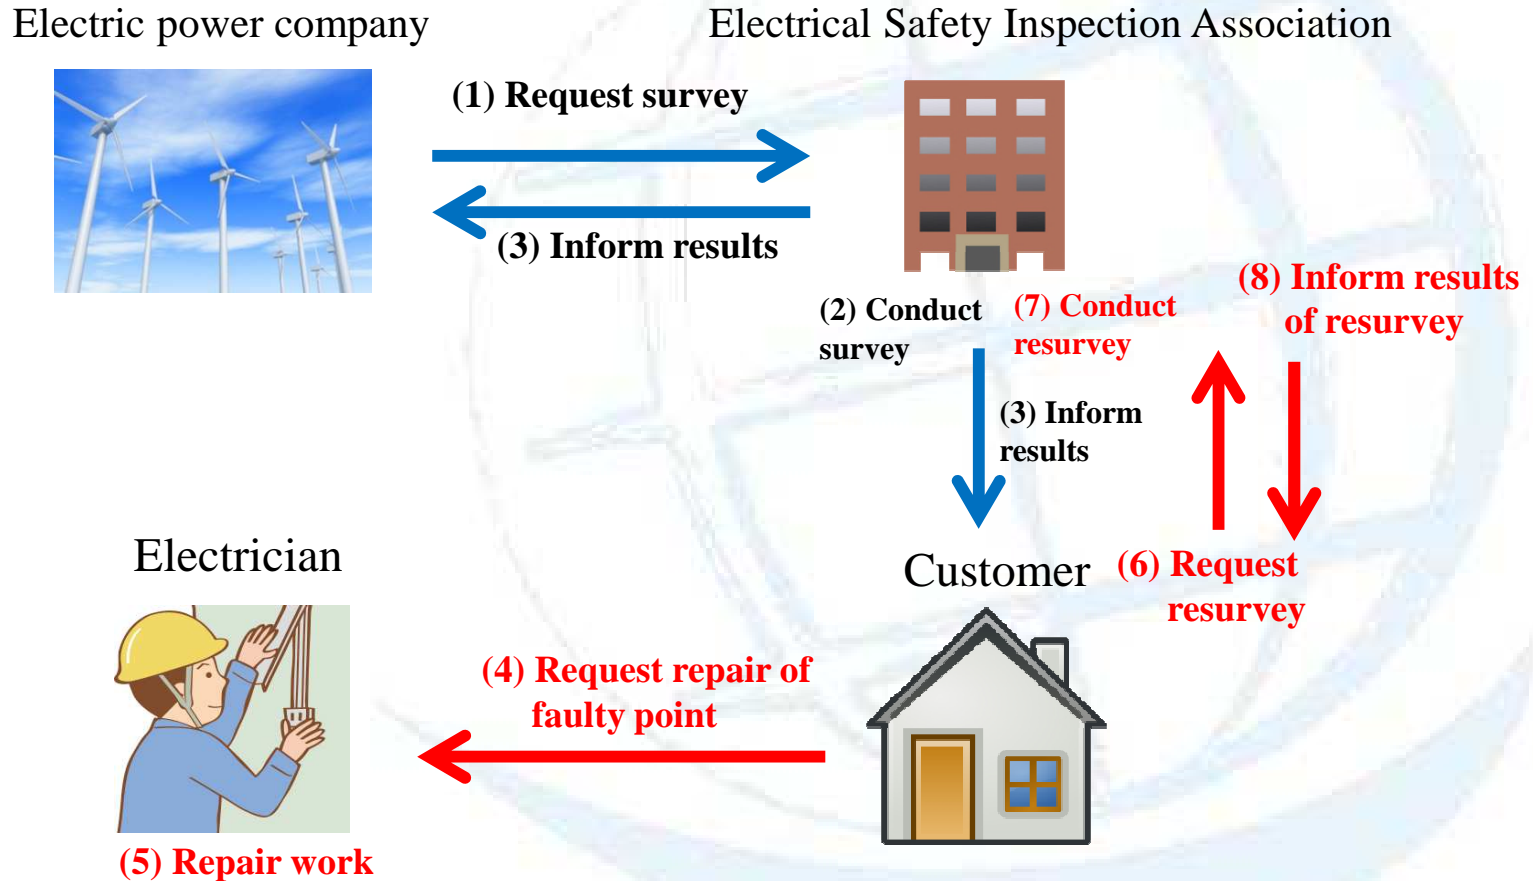 Electric power company
Electrical Safety Inspection Association
(1) Request survey
(3) Inform results
(2) Conduct
survey
(7) Conduct
resurvey
(8) Inform results
of resurvey
(3) Inform
results
Electrician
Customer
(6) Request
resurvey
(4) Request repair of
faulty point
(5) Repair work